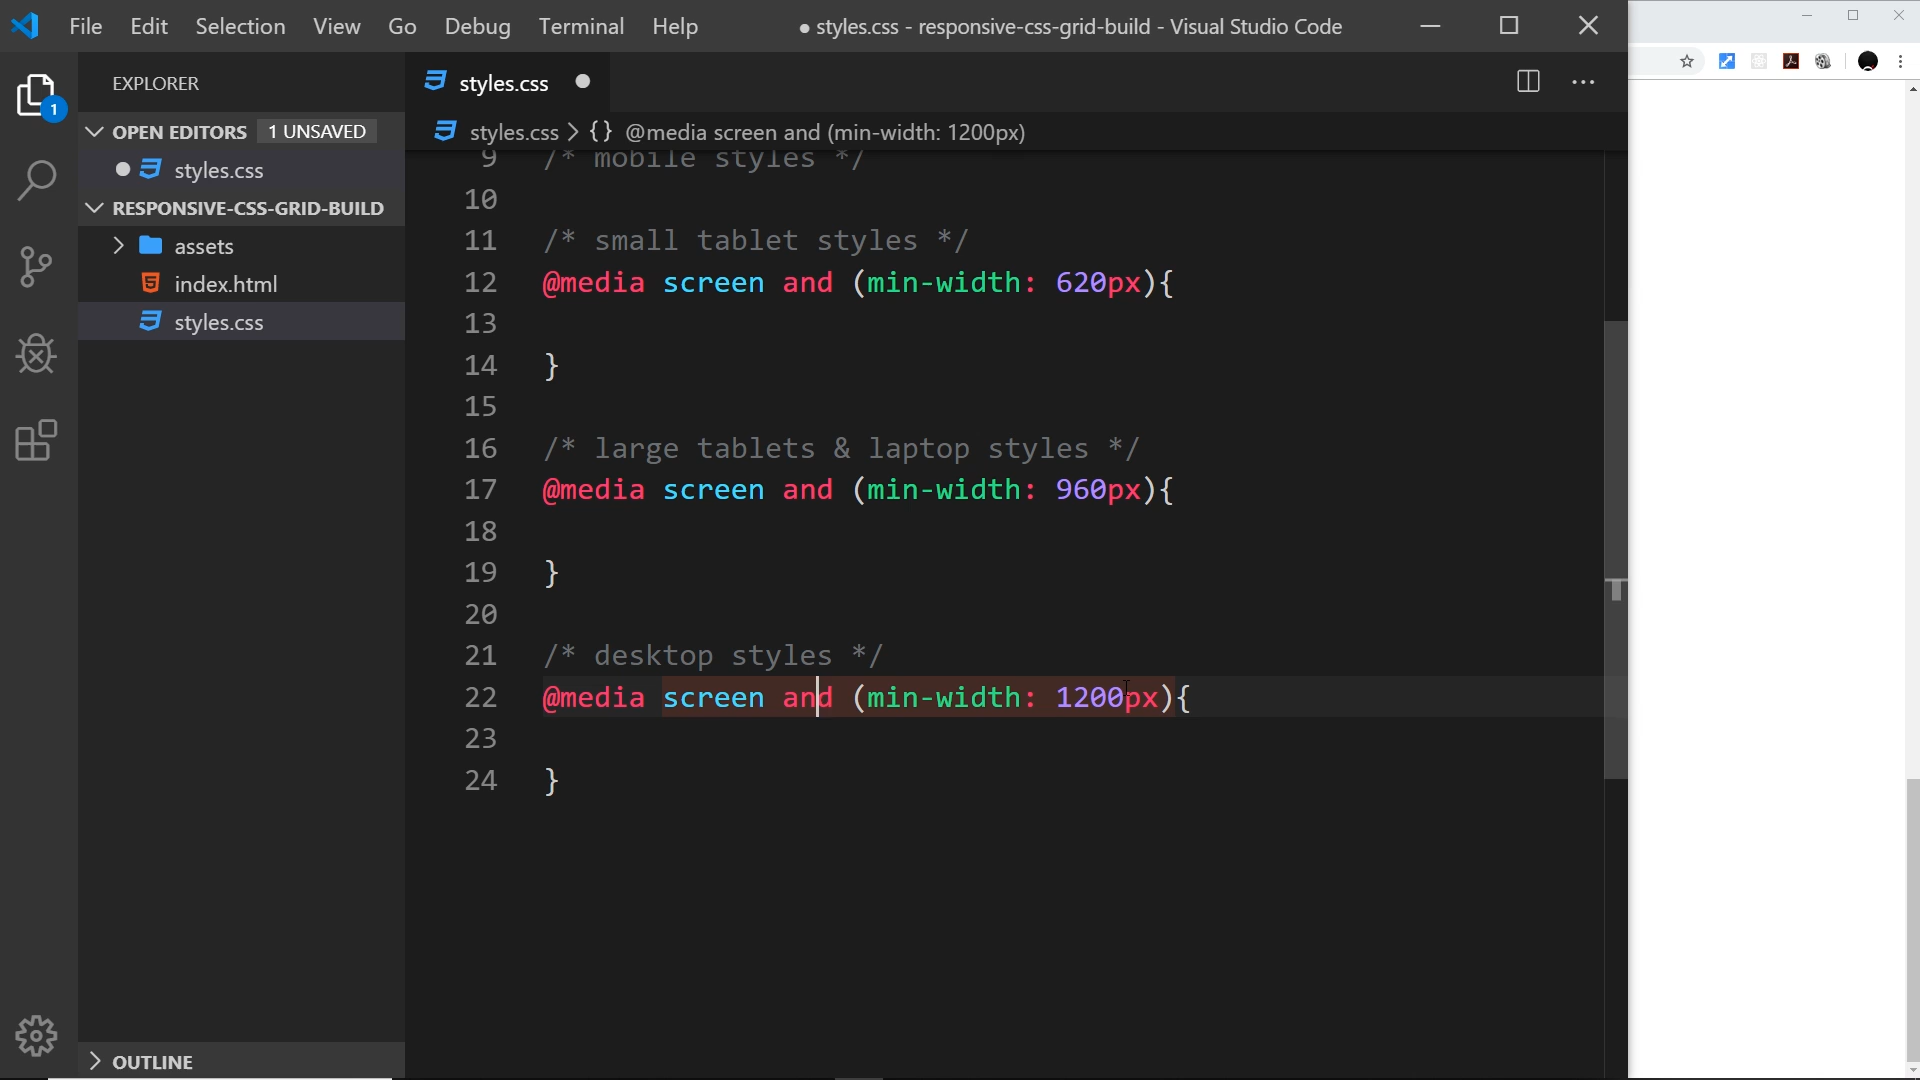 File Edit Selection View Go Debug Terminal Help ● styles.css - responsive-css-grid-build - Visual Studio Code
EXPLORER
1
OPEN EDITORS 1 UNSAVED
styles.css
RESPONSIVE-CSS-GRID-BUILD
assets
index.html
styles.css
OUTLINE
styles.css
styles.css > {} @media screen and (min-width: 1200px)
9 /* mobile styles */
10
11 /* small tablet styles */
12 @media screen and (min-width: 620px){
13
14 }
15
16 /* large tablets & laptop styles */
17 @media screen and (min-width: 960px){
18
19 }
20
21 /* desktop styles */
22 @media screen and (min-width: 1200px){
23
24 }